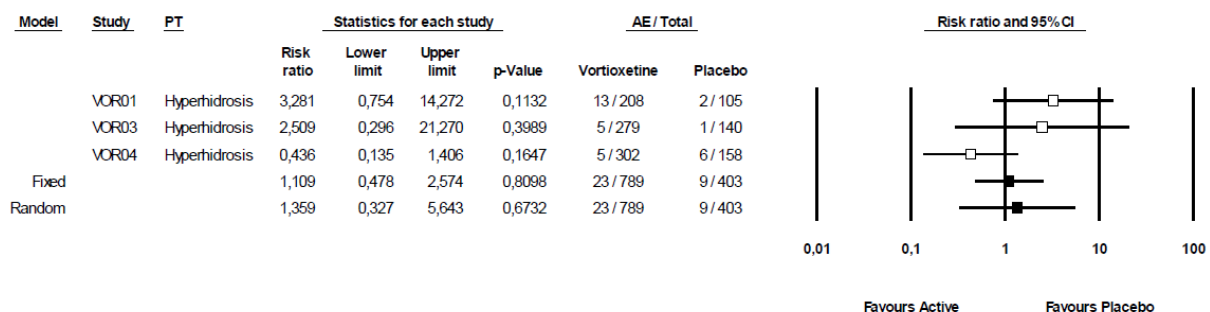 Model Study PT Statistics for each study AE / Total Risk ratio and 95% CI
Risk ratio Lower limit Upper limit p-Value Vortioxetine Placebo
VOR01 Hyperhidrosis 3,281 0,754 14,272 0,1132 13 / 208 2 / 105
VOR03 Hyperhidrosis 2,509 0,296 21,270 0,3989 5 / 279 1 / 140
VOR04 Hyperhidrosis 0,436 0,135 1,406 0,1647 5 / 302 6 / 158
Fixed 1,109 0,478 2,574 0,8098 23 / 789 9 / 403
Random 1,359 0,327 5,643 0,6732 23 / 789 9 / 403
0,01 0,1 1 10 100
Favours Active Favours Placebo